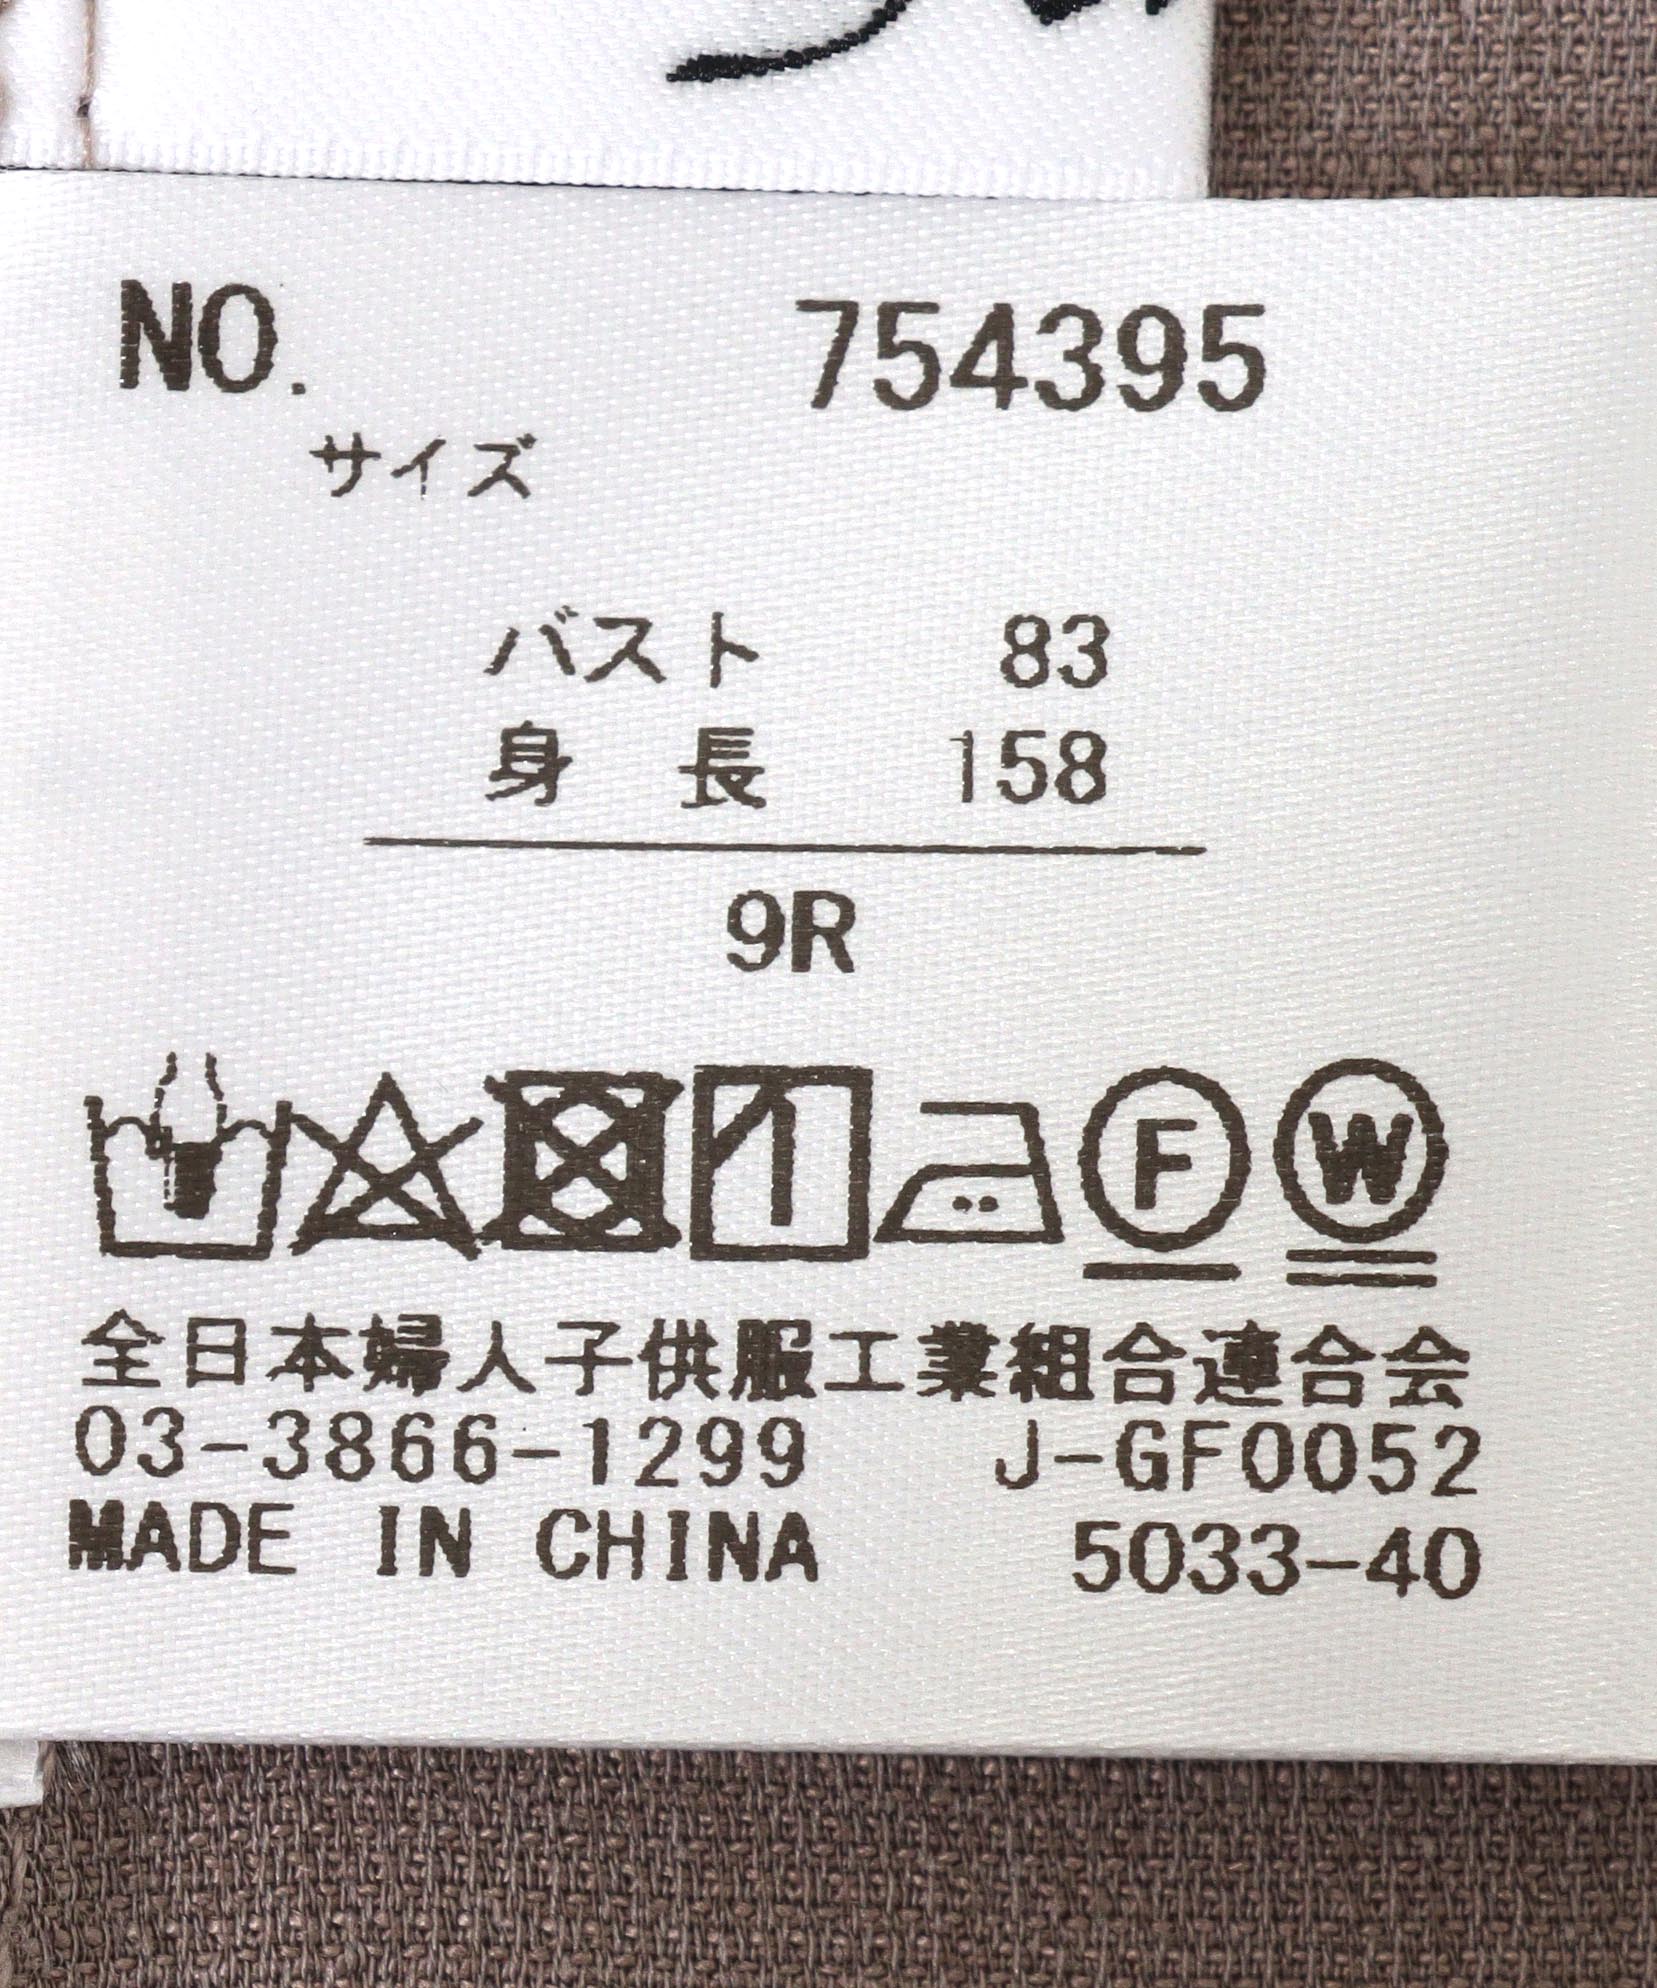 NO. 754395
サイズ
バスト 83
身長 158
9R
F W
全日本婦人子供服工業組合連合会
03-3866-1299 J-GF0052
MADE IN CHINA 5033-40